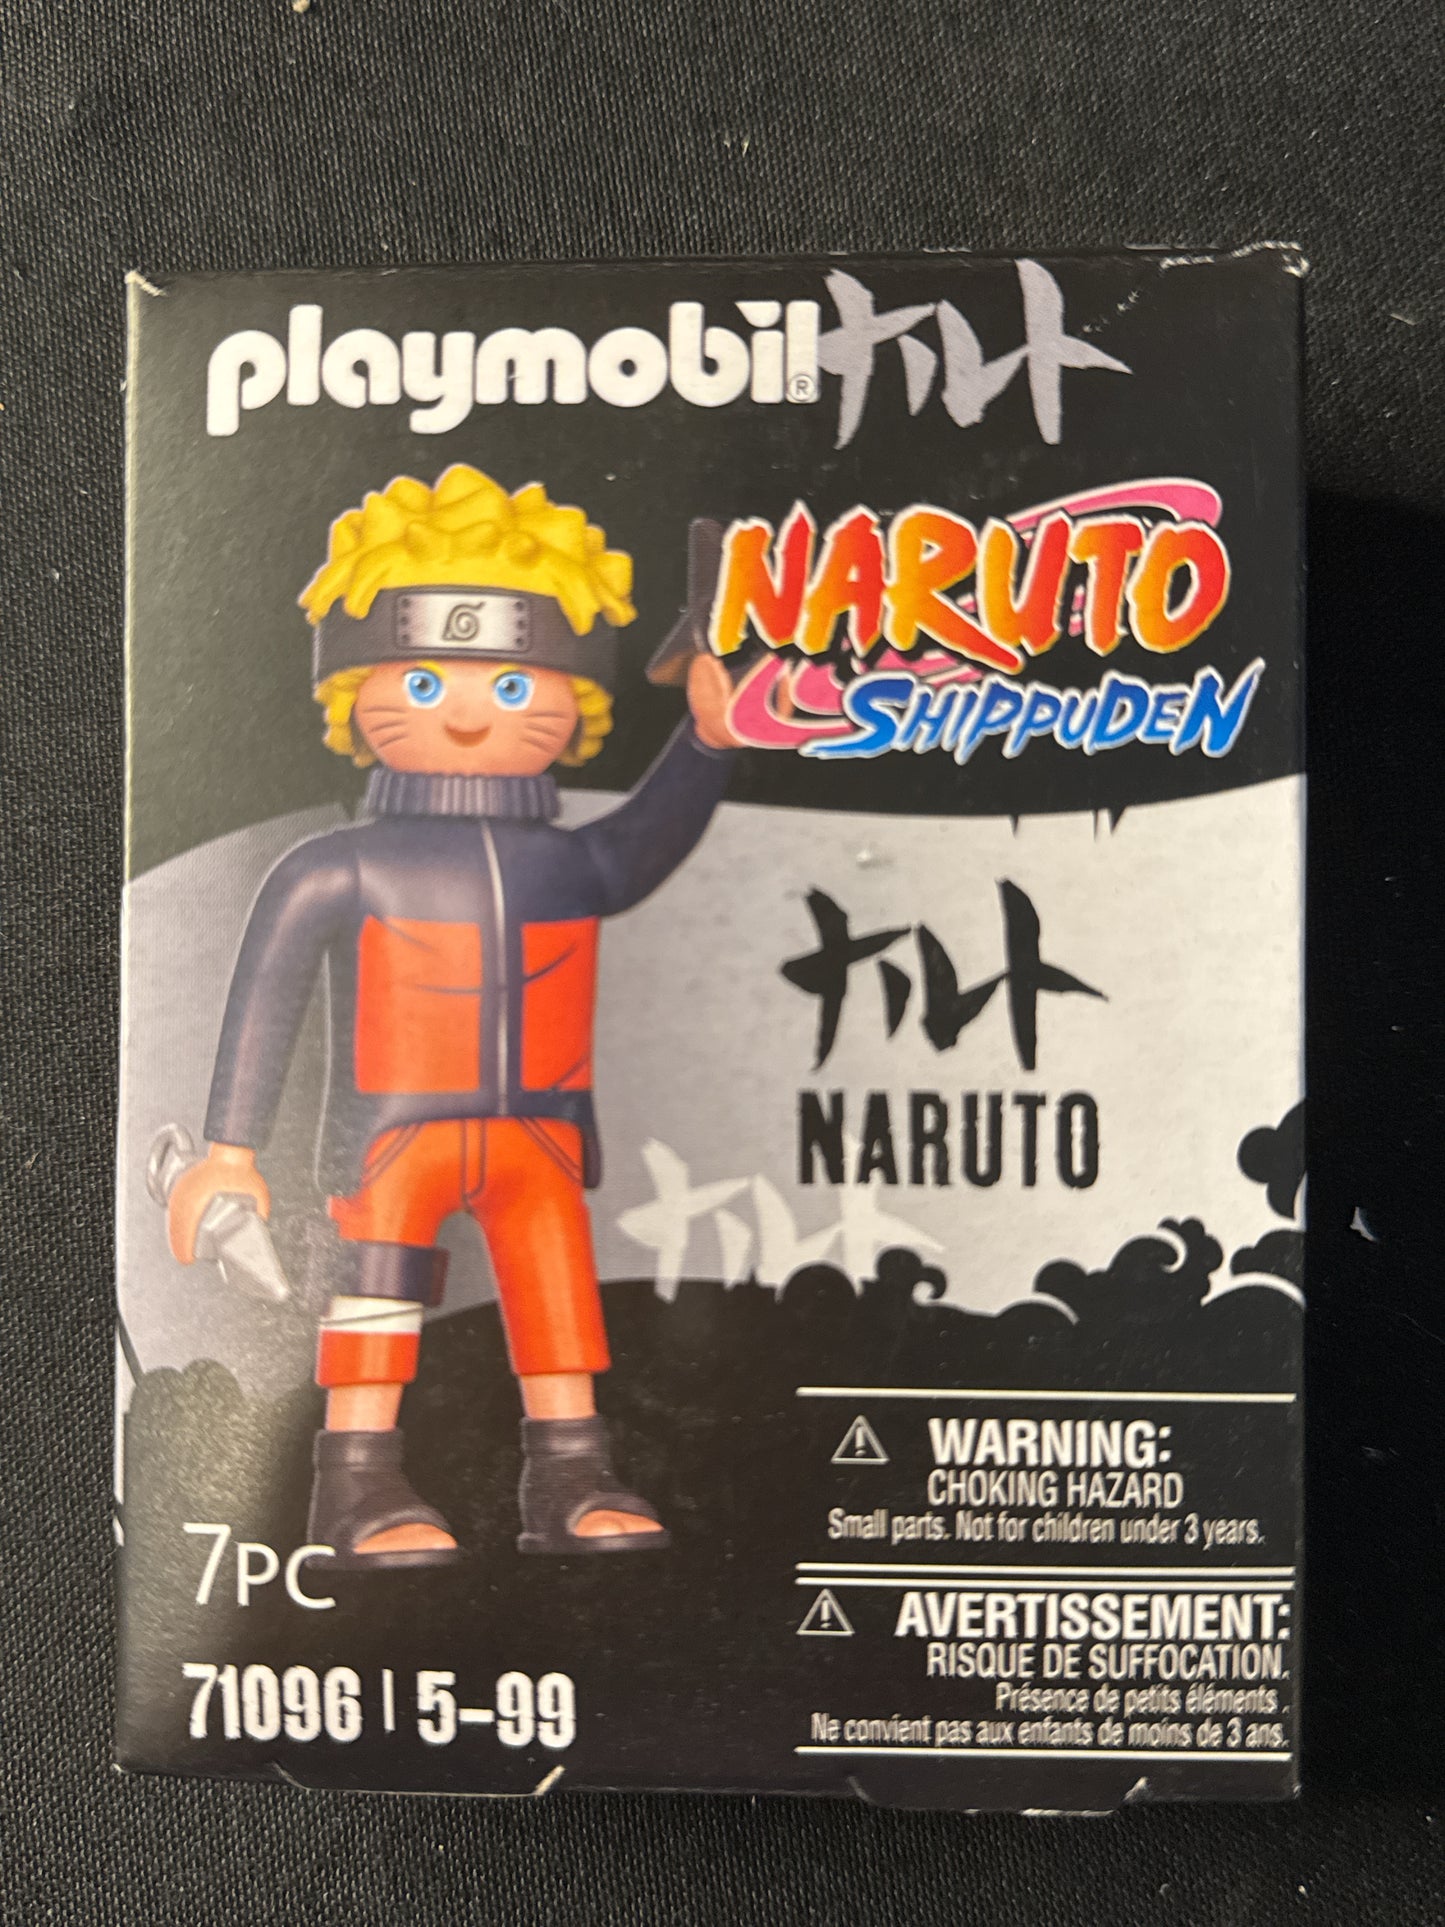 playmobil® ナルト
NARUTO
SHIPPUDEN
ナルト
NARUTO
ナルト
WARNING:
CHOKING HAZARD
Small parts. Not for children under 3 years.
AVERTISSEMENT:
RISQUE DE SUFFOCATION.
Présence de petits éléments.
Ne convient pas aux enfants de moins de 3 ans.
7PC
71096 | 5-99